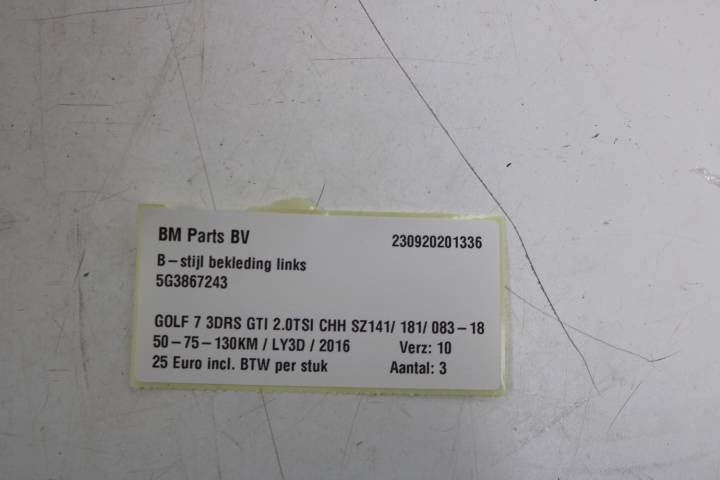 BM Parts BV 230920201336
B-stijl bekleding links
5G3867243
GOLF 7 3DRS GTI 2.0TSI CHH SZ141/ 181/ 083-18
50-75-130KM / LY3D / 2016 Verz: 10
25 Euro incl. BTW per stuk Aantal: 3